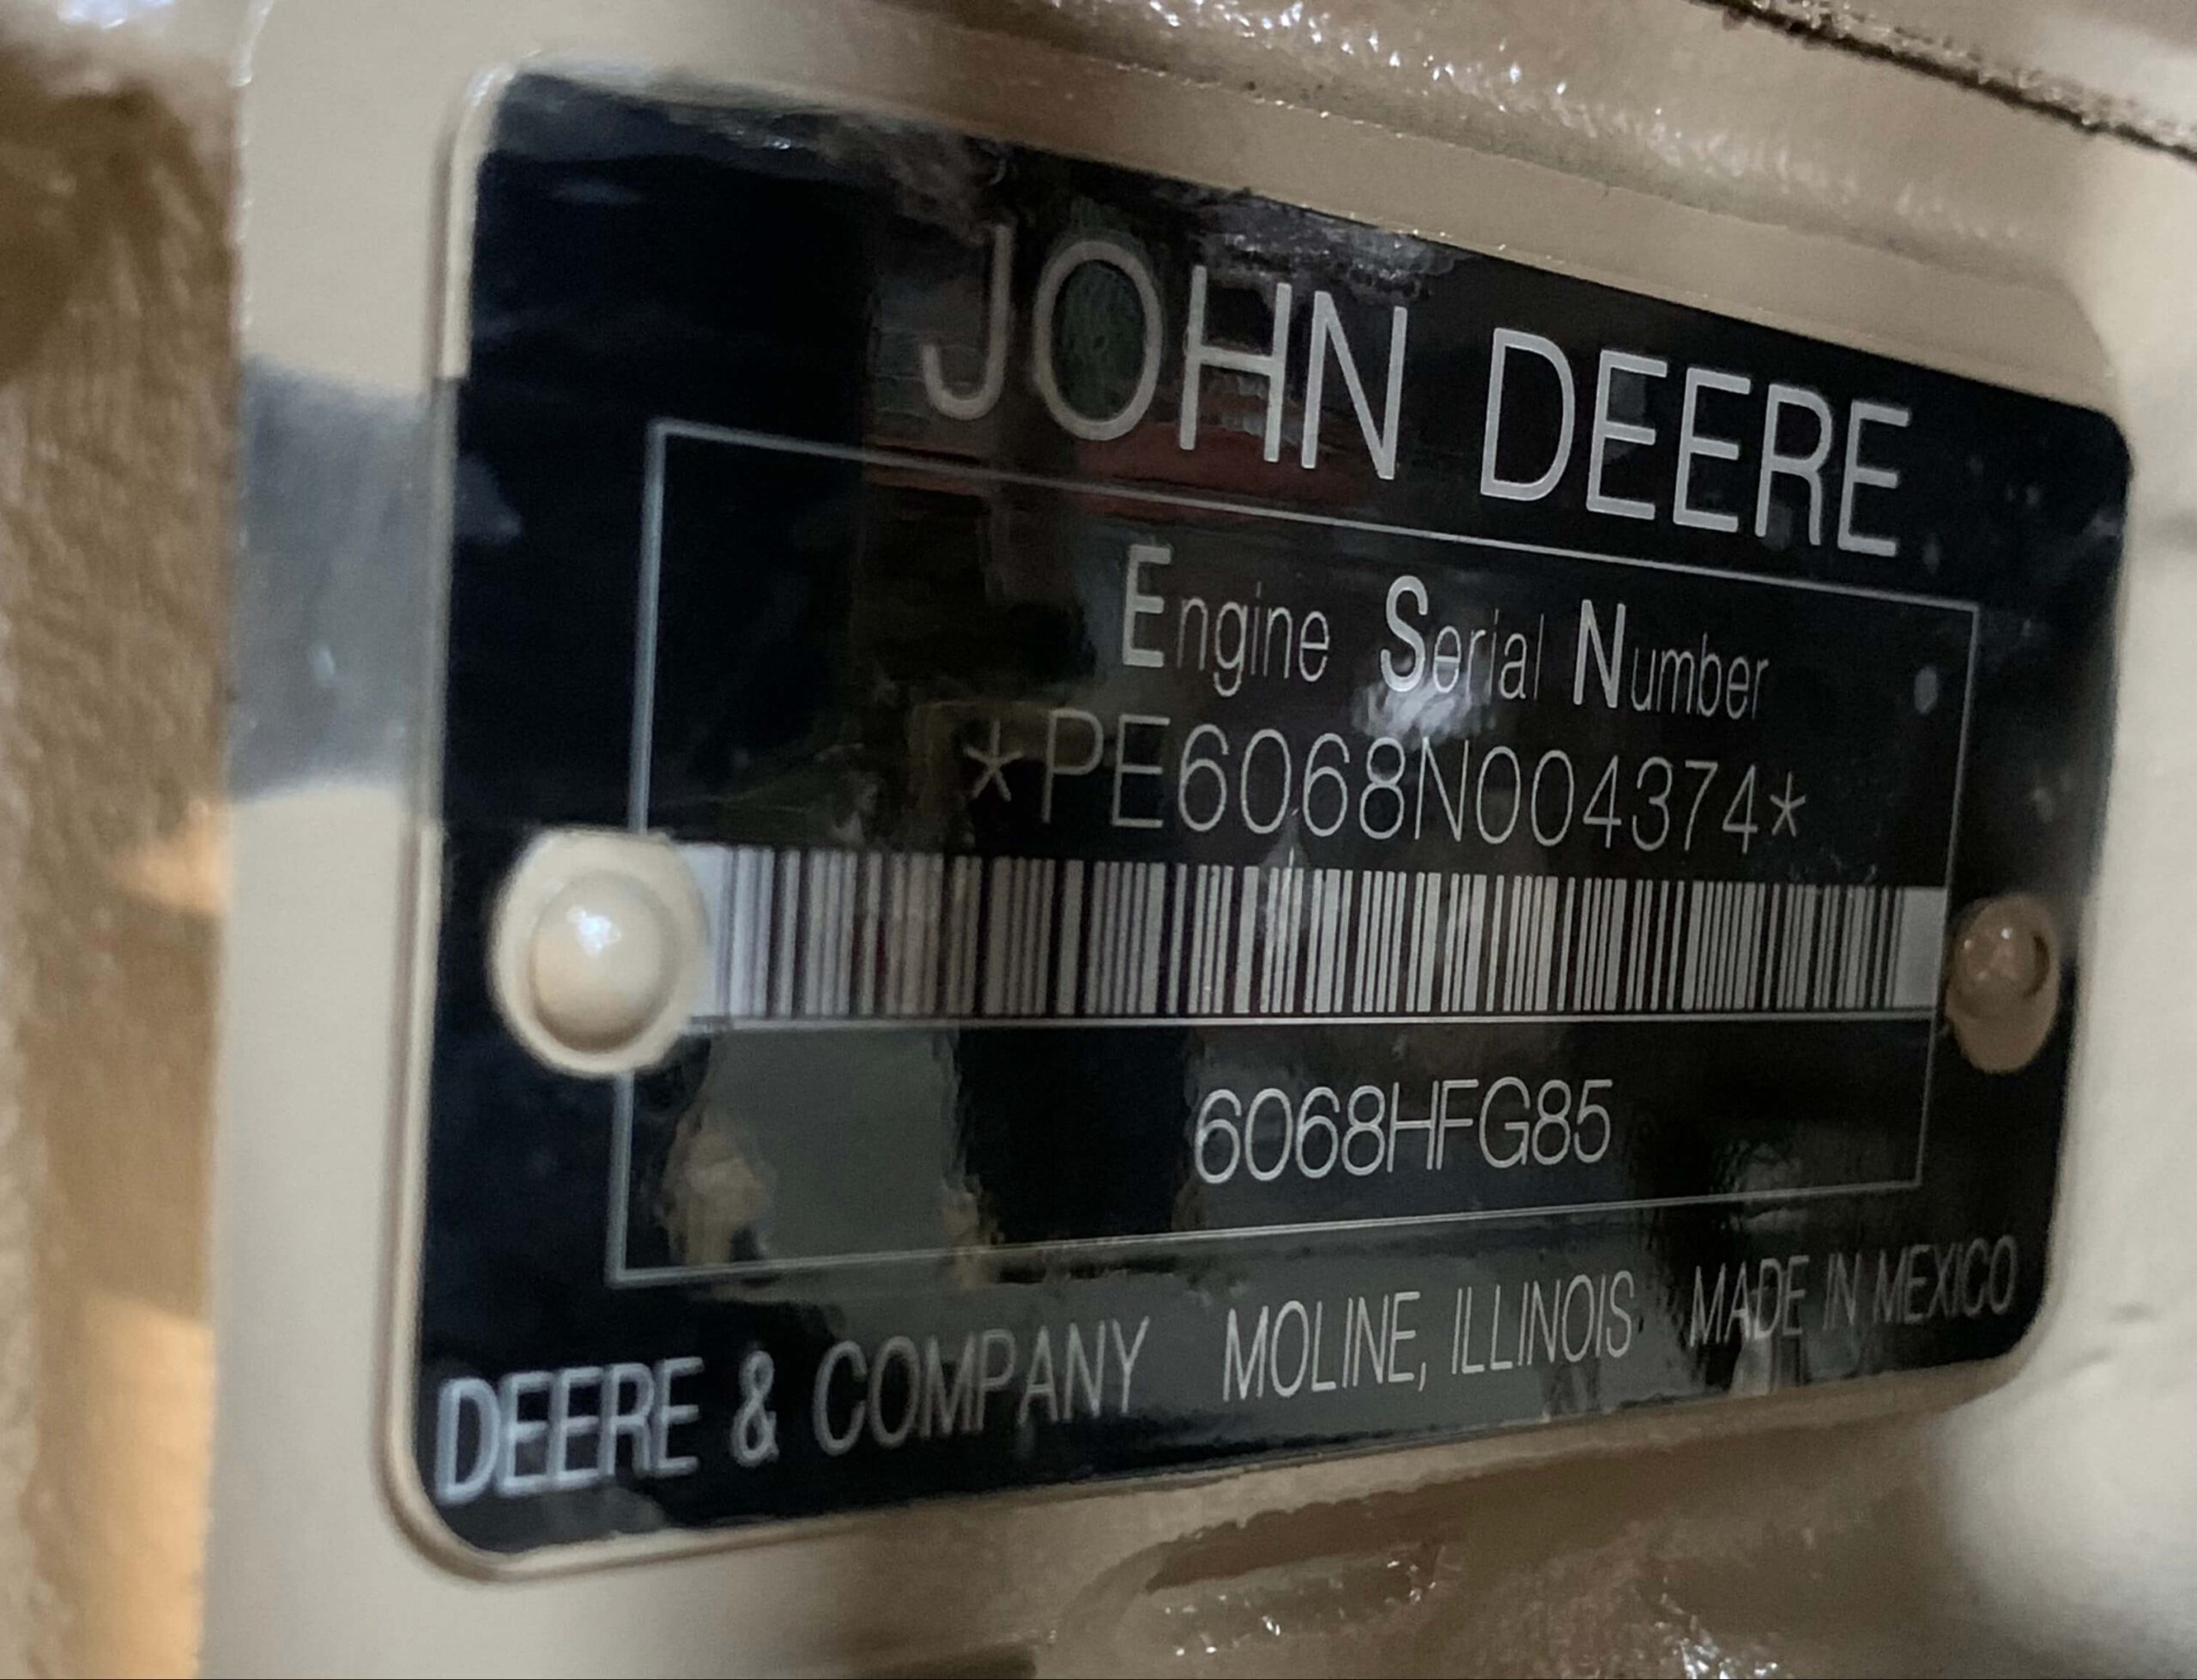 JOHN DEERE
Engine Serial Number
*PE6068N004374*
6068HFG85
DEERE & COMPANY MOLINE, ILLINOIS MADE IN MEXICO